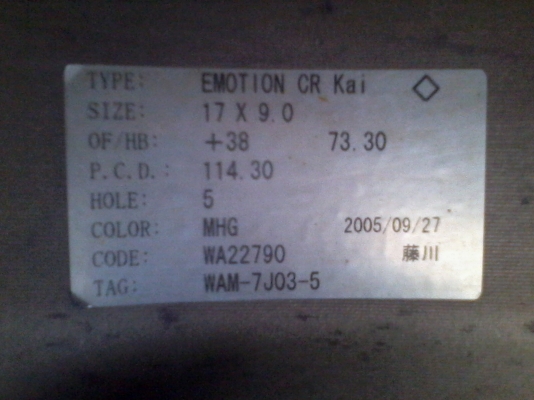 TYPE: EMOTION CR Kai ◇
SIZE: 17 X 9.0
OF/HB: +38 73.30
P.C.D.: 114.30
HOLE: 5
COLOR: MHG 2005/09/27
CODE: WA22790 藤川
TAG: WAM-7J03-5